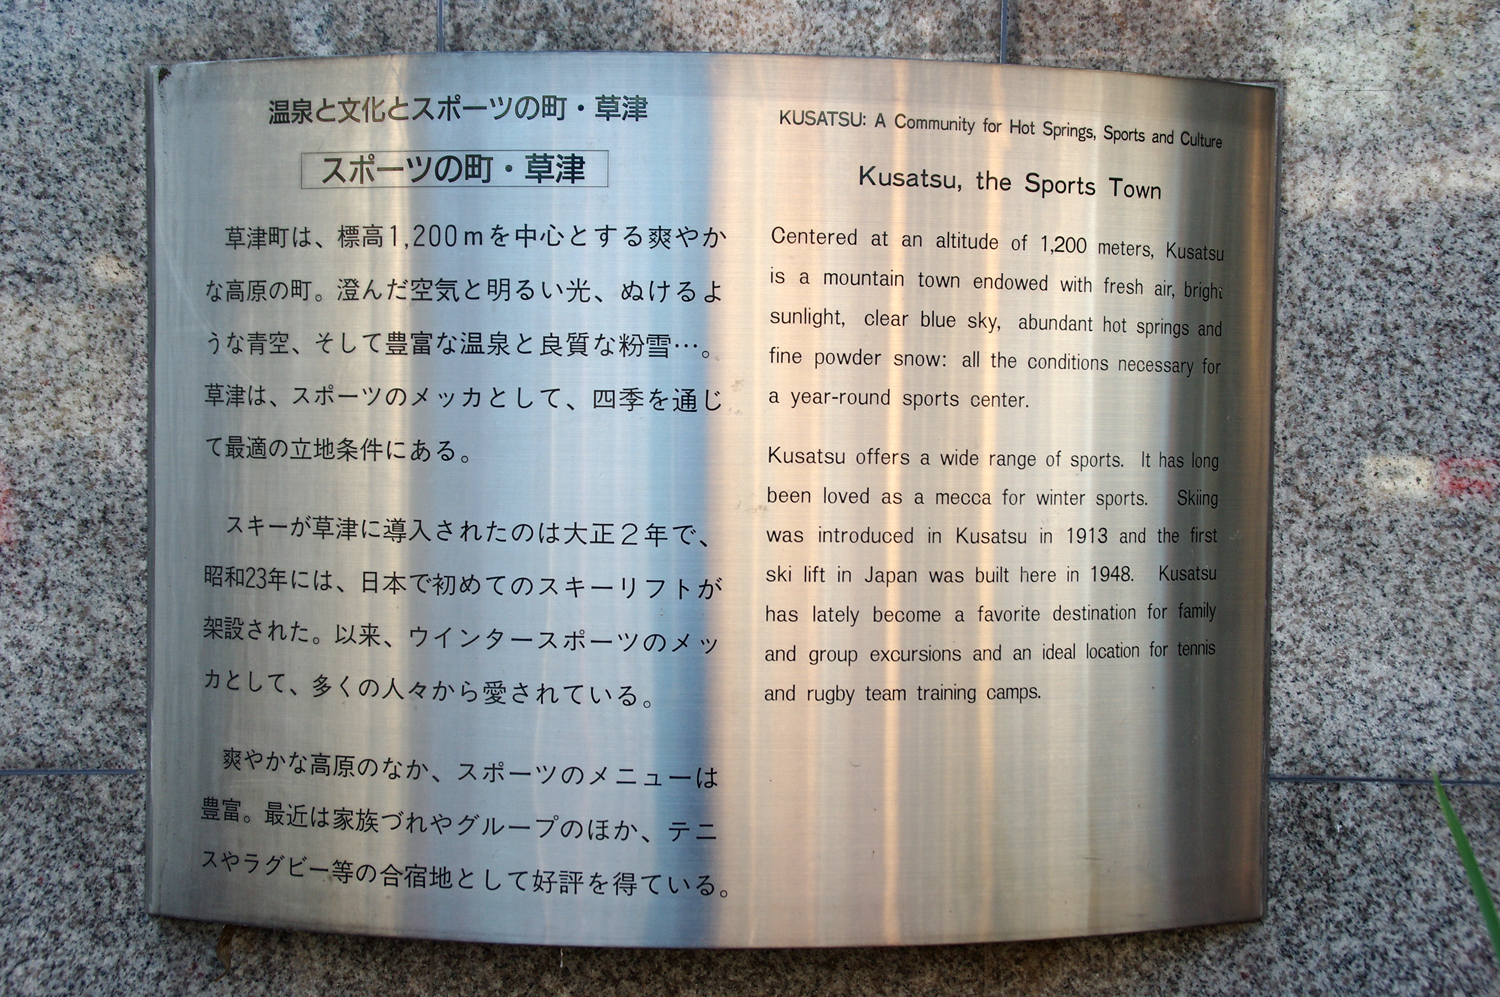 温泉と文化とスポーツの町・草津
スポーツの町・草津
草津町は、標高1,200mを中心とする爽やか
な高原の町。澄んだ空気と明るい光、ぬけるよ
うな青空、そして豊富な温泉と良質な粉雪…。
草津は、スポーツのメッカとして、四季を通じ
て最適の立地条件にある。
スキーが草津に導入されたのは大正2年で、
昭和23年には、日本で初めてのスキーリフトが
架設された。以来、ウインタースポーツのメッ
カとして、多くの人々から愛されている。
爽やかな高原のなか、スポーツのメニューは
豊富。最近は家族づれやグループのほか、テニ
スやラグビー等の合宿地として好評を得ている。
KUSATSU: A Community for Hot Springs, Sports and Culture
Kusatsu, the Sports Town
Centered at an altitude of 1,200 meters, Kusatsu
is a mountain town endowed with fresh air, bright
sunlight, clear blue sky, abundant hot springs and
fine powder snow: all the conditions necessary for
a year-round sports center.
Kusatsu offers a wide range of sports. It has long
been loved as a mecca for winter sports. Skiing
was introduced in Kusatsu in 1913 and the first
ski lift in Japan was built here in 1948. Kusatsu
has lately become a favorite destination for family
and group excursions and an ideal location for tennis
and rugby team training camps.